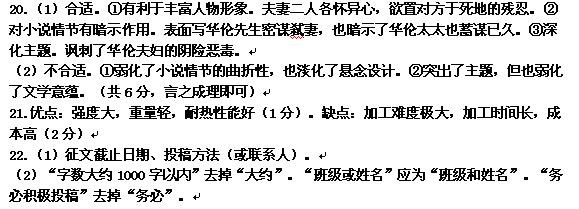 20.（1）合适。①有利于丰富人物形象。夫妻二人各怀异心，欲置对方于死地的残忍。②
对小说情节有暗示作用。表面写华伦先生密谋弑妻，也暗示了华伦太太也蓄谋已久。③深
化主题。讽刺了华伦夫妇的阴险恶毒。
（2）不合适。①弱化了小说情节的曲折性，也淡化了悬念设计。②突出了主题，但也弱化
了文学意蕴。（共 6 分，言之成理即可）
21.优点：强度大，重量轻，耐热性能好（1 分）。缺点：加工难度极大，加工时间长，成
本高（2 分）
22.（1）征文截止日期、投稿方法（或联系人）。
（2）“字数大约 1000 字以内”去掉“大约”。“班级或姓名”应为“班级和姓名”。“务
必积极投稿”去掉“务必”。